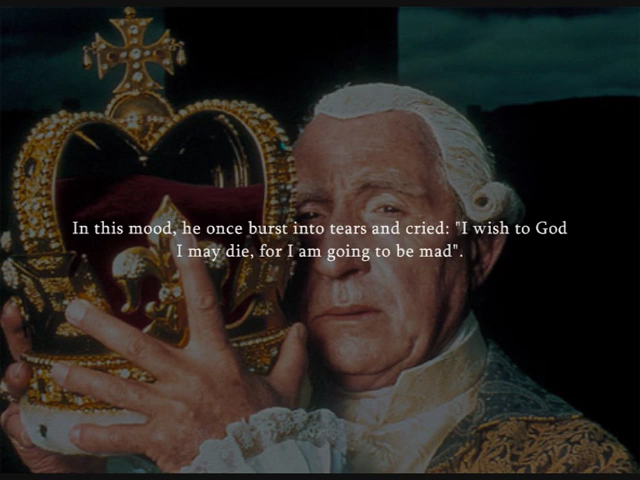 In this mood, he once burst into tears and cried: "I wish to God
I may die, for I am going to be mad".